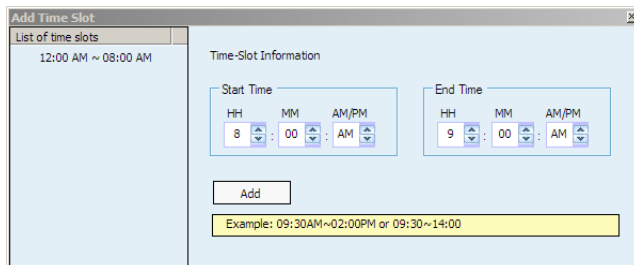 Add Time Slot
List of time slots
12:00 AM ~ 08:00 AM
Time-Slot Information
Start Time
End Time
HH MM AM/PM
HH MM AM/PM
8 : 00 : AM
9 : 00 : AM
Add
Example: 09:30AM~02:00PM or 09:30~14:00